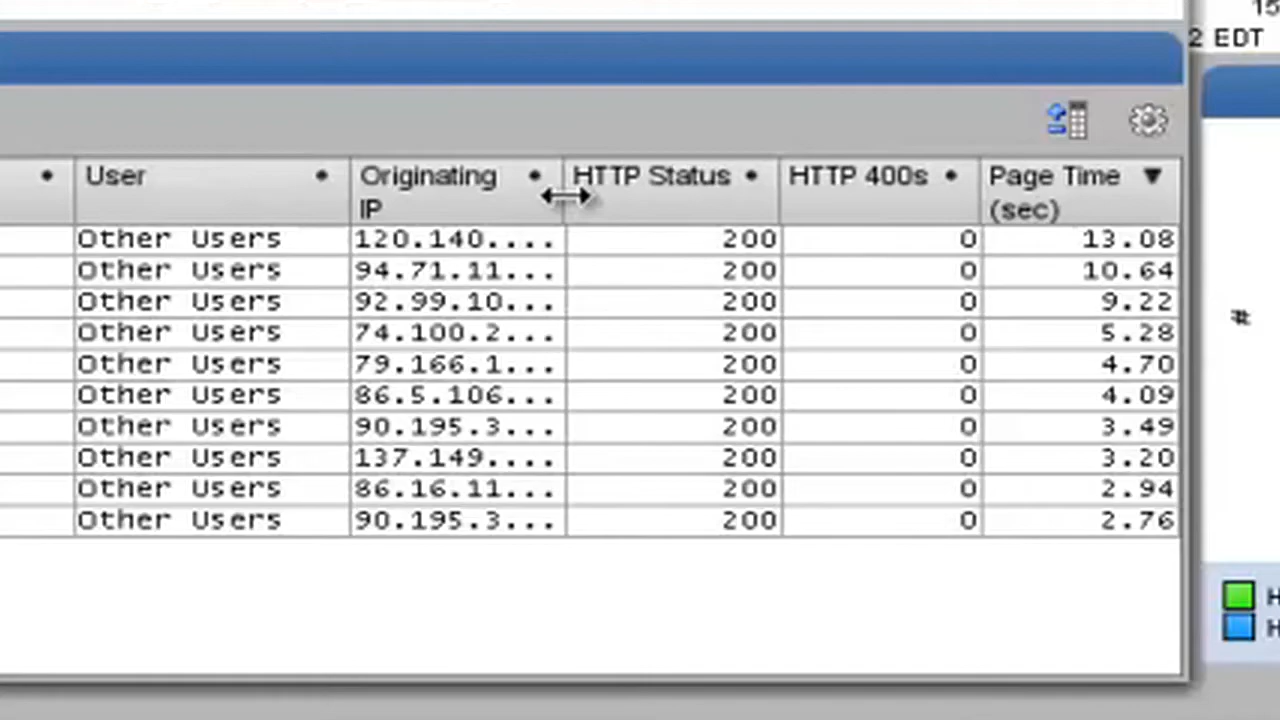 15
2 EDT
User Originating IP HTTP Status HTTP 400s Page Time (sec)
Other Users 120.140.... 200 0 13.08
Other Users 94.71.11... 200 0 10.64
Other Users 92.99.10... 200 0 9.22
Other Users 74.100.2... 200 0 5.28
Other Users 79.166.1... 200 0 4.70
Other Users 86.5.106... 200 0 4.09
Other Users 90.195.3... 200 0 3.49
Other Users 137.149.... 200 0 3.20
Other Users 86.16.11... 200 0 2.94
Other Users 90.195.3... 200 0 2.76
#
H
H